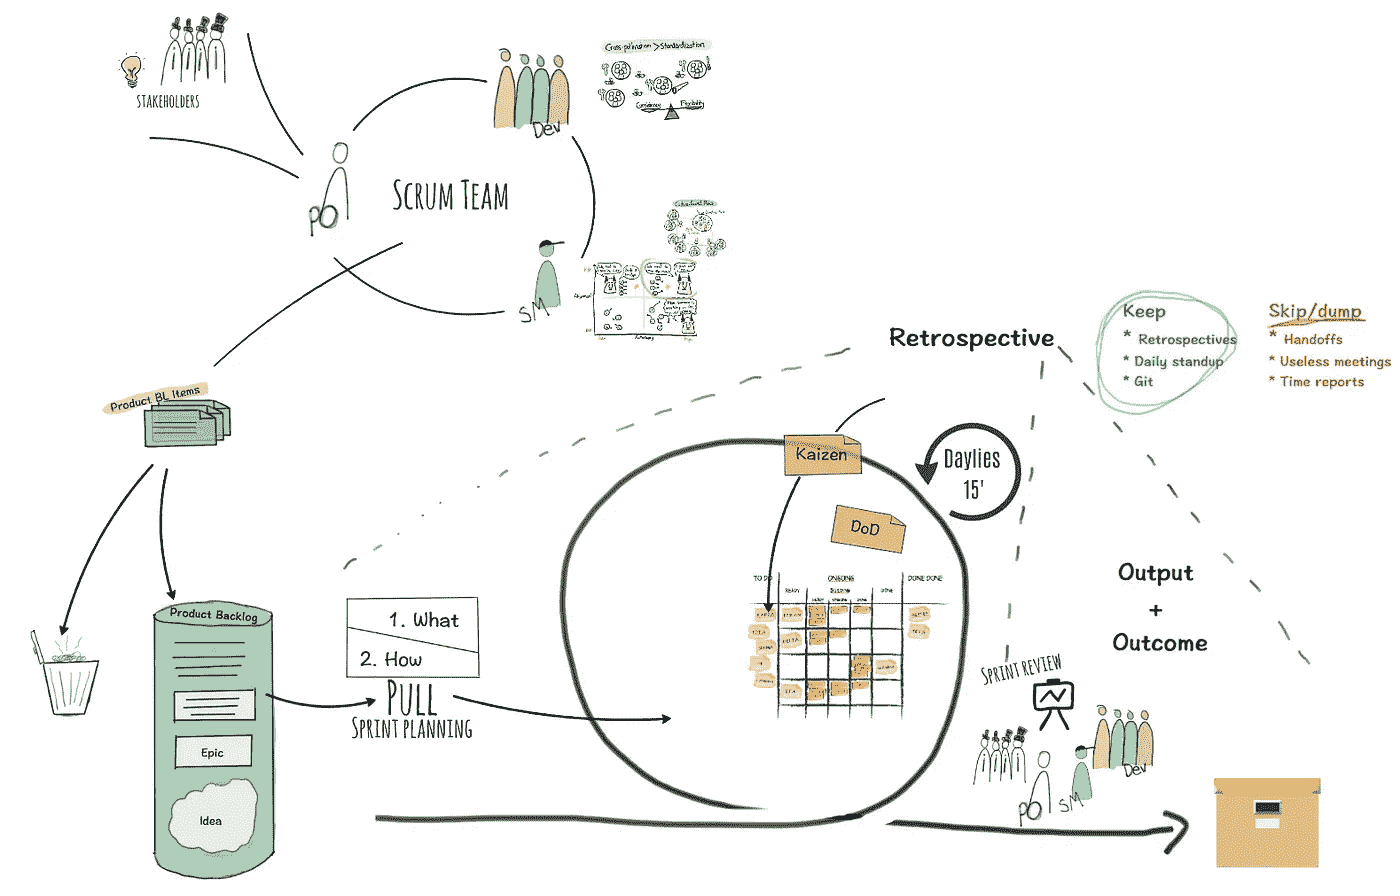 STAKEHOLDERS
PO
SCRUM TEAM
Dev
Cross-pollination > Standardization
Flexibility
SM
Product BL Items
Product Backlog
Epic
Idea
1. What
2. How
PULL
SPRINT PLANNING
Retrospective
Kaizen
DoD
Daylies
15'
TO DO
ONGOING
DONE DONE
READY
DONE
Keep
* Retrospectives
* Daily standup
* Git
Skip/dump
* Handoffs
* Useless meetings
* Time reports
Output
+
Outcome
SPRINT REVIEW
PO
SM
Dev